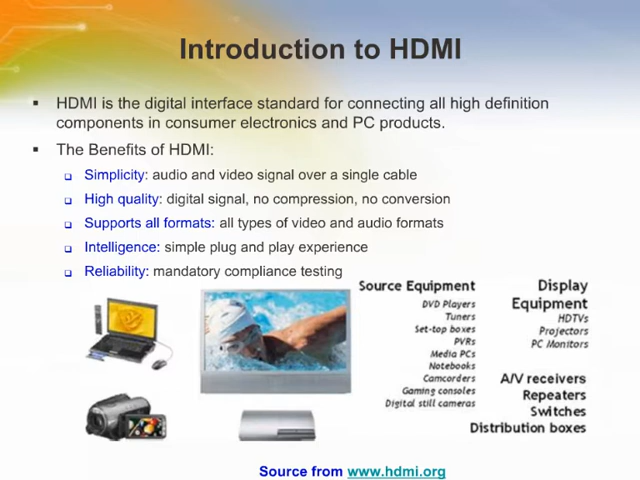 Introduction to HDMI
▪ HDMI is the digital interface standard for connecting all high definition
components in consumer electronics and PC products.
▪ The Benefits of HDMI:
❑ Simplicity: audio and video signal over a single cable
❑ High quality: digital signal, no compression, no conversion
❑ Supports all formats: all types of video and audio formats
❑ Intelligence: simple plug and play experience
❑ Reliability: mandatory compliance testing
Source Equipment
DVD Players
Tuners
Set-top boxes
PVRs
Media PCs
Notebooks
Camcorders
Gaming consoles
Digital still cameras
Display
Equipment
HDTVs
Projectors
PC Monitors
A/V receivers
Repeaters
Switches
Distribution boxes
Source from www.hdmi.org